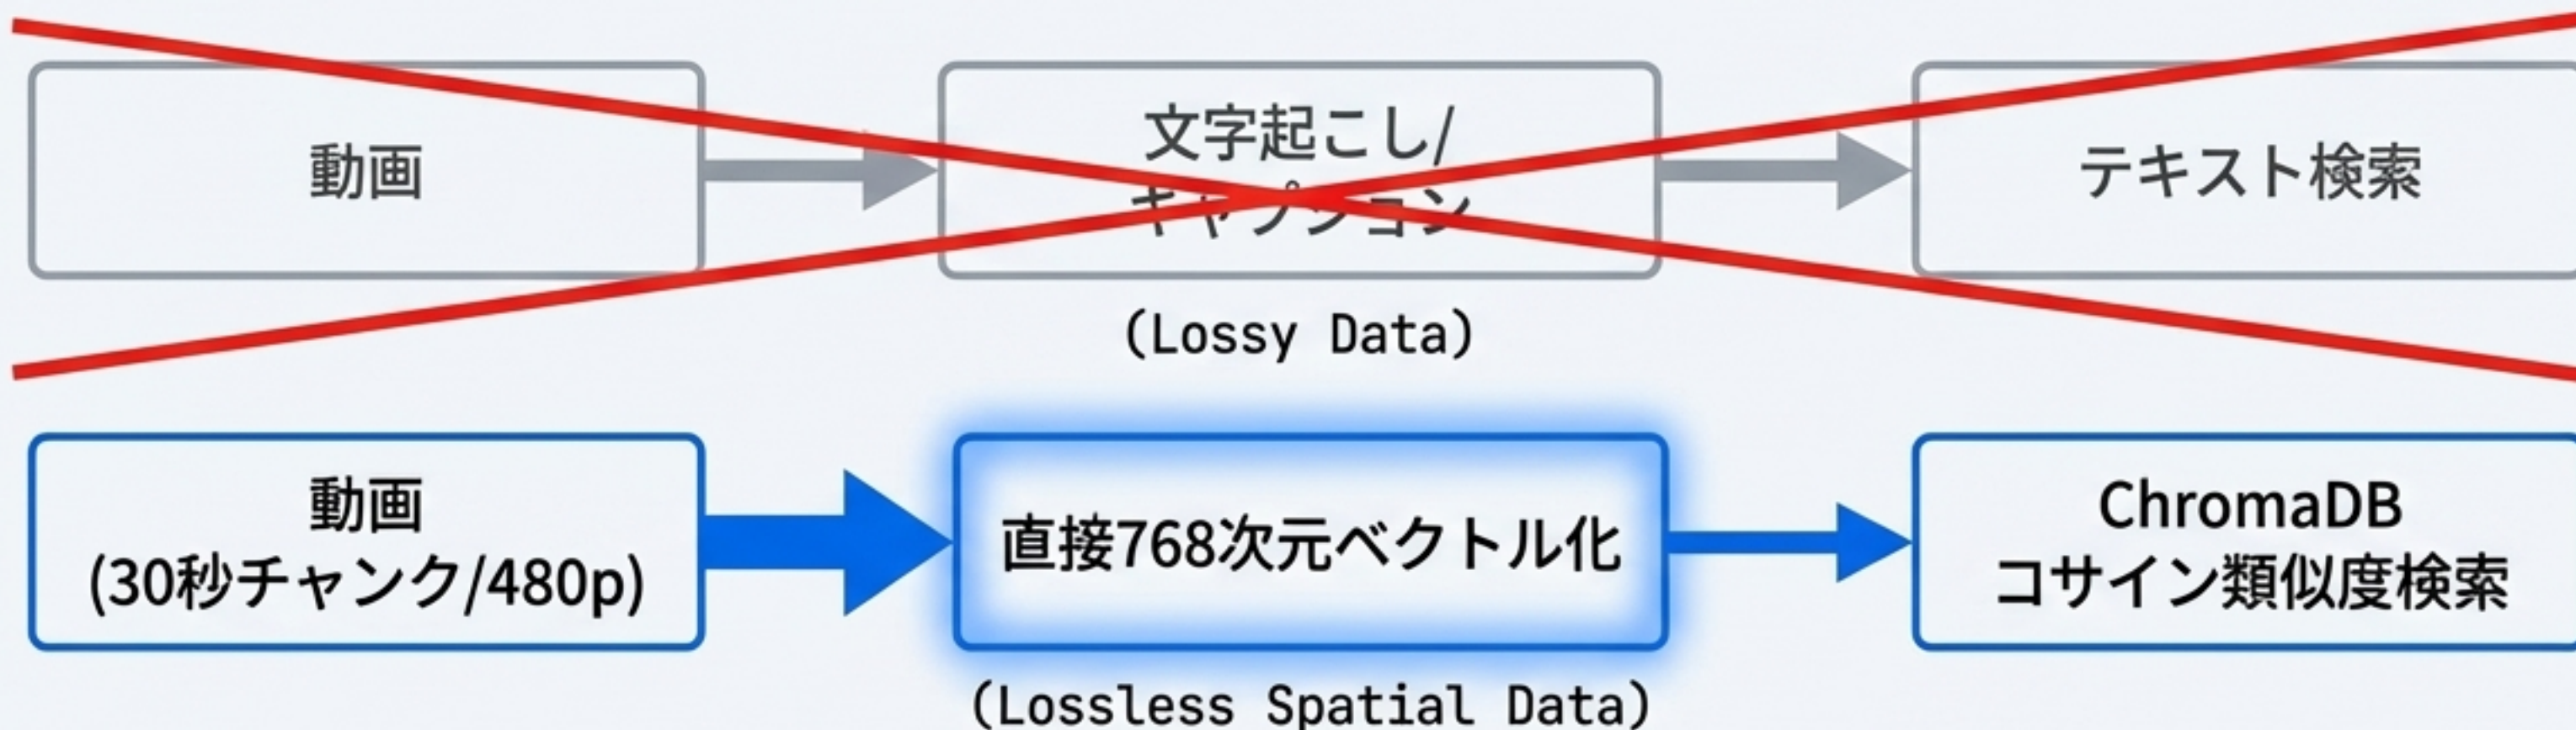 動画
文字起こし/
キャプション
テキスト検索
(Lossy Data)
動画
(30秒チャンク/480p)
直接768次元ベクトル化
ChromaDB
コサイン類似度検索
(Lossless Spatial Data)